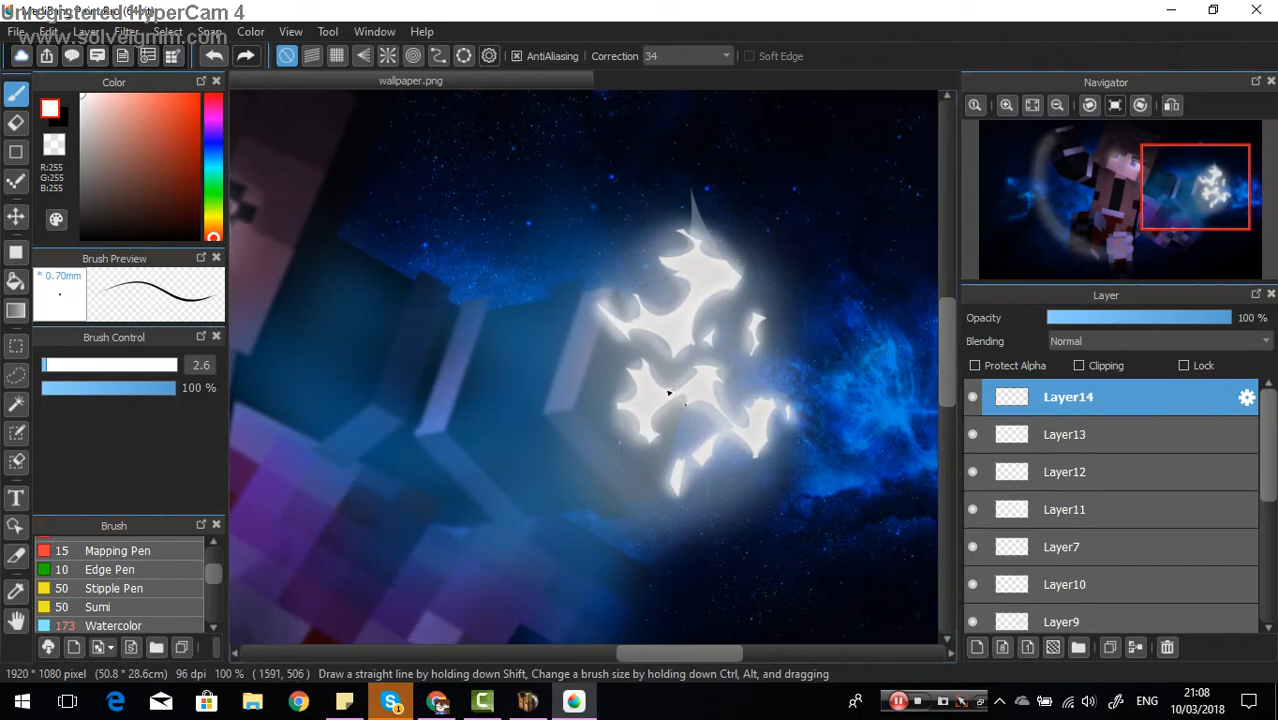 Unregistered HyperCam 4
MediBang Paint Pro (64bit)
www.solveigmm.com
File Edit Layer Filter Select Snap Color View Tool Window Help
AntiAliasing Correction 34 Soft Edge
Color
wallpaper.png
Navigator
R:255
G:255
B:255
Brush Preview
* 0.70mm
Brush Control
2.6
100 %
Layer
Opacity 100 %
Blending Normal
Protect Alpha Clipping Lock
Layer14
Layer13
Layer12
Layer11
Layer7
Layer10
Layer9
Brush
15 Mapping Pen
10 Edge Pen
50 Stipple Pen
50 Sumi
173 Watercolor
1920 * 1080 pixel (50.8 * 28.6cm) 96 dpi 100 % (1591, 506) Draw a straight line by holding down Shift, Change a brush size by holding down Ctrl, Alt, and dragging
ENG
21:08
10/03/2018